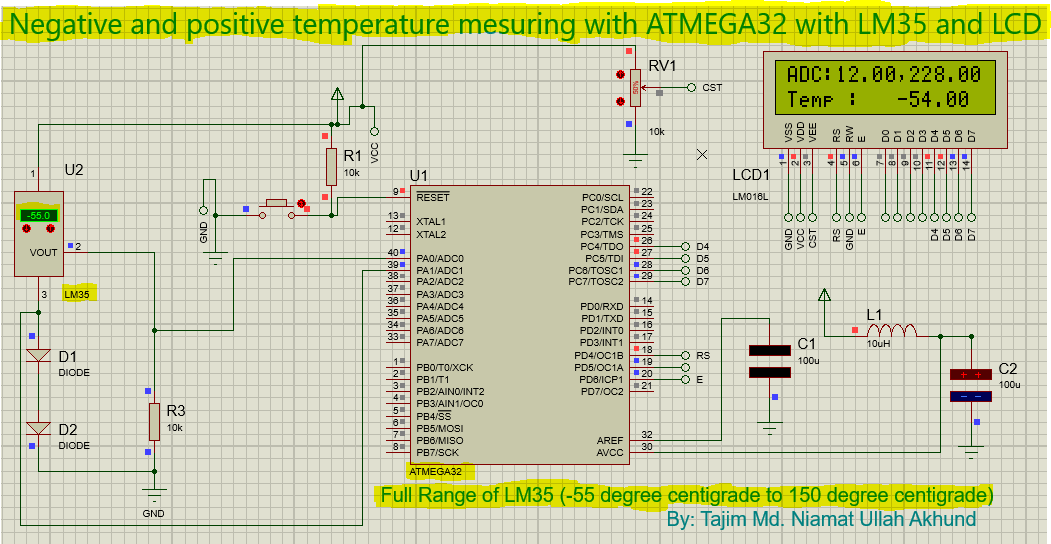 Negative and positive temperature mesuring with ATMEGA32 with LM35 and LCD
RV1
CST
50%
10k
ADC:12.00,228.00
Temp :    -54.00
VSS VDD VEE RS RW E D0 D1 D2 D3 D4 D5 D6 D7
1 2 3 4 5 6 7 8 9 10 11 12 13 14
LCD1
LM016L
GND VCC CST RS GND E D4 D5 D6 D7
VCC
R1
10k
U2
1
-55.0
VOUT
2
3
LM35
GND
D1
DIODE
D2
DIODE
R3
10k
GND
U1
9 RESET
13 XTAL1
12 XTAL2
40 PA0/ADC0
39 PA1/ADC1
38 PA2/ADC2
37 PA3/ADC3
36 PA4/ADC4
35 PA5/ADC5
34 PA6/ADC6
33 PA7/ADC7
1 PB0/T0/XCK
2 PB1/T1
3 PB2/AIN0/INT2
4 PB3/AIN1/OC0
5 PB4/SS
6 PB5/MOSI
7 PB6/MISO
8 PB7/SCK
PC0/SCL 22
PC1/SDA 23
PC2/TCK 24
PC3/TMS 25
PC4/TDO 26 D4
PC5/TDI 27 D5
PC6/TOSC1 28 D6
PC7/TOSC2 29 D7
PD0/RXD 14
PD1/TXD 15
PD2/INT0 16
PD3/INT1 17
PD4/OC1B 18 RS
PD5/OC1A 19
PD6/ICP1 20 E
PD7/OC2 21
AREF 32
AVCC 30
ATMEGA32
C1
100u
L1
10uH
C2
100u
Full Range of LM35 (-55 degree centigrade to 150 degree centigrade)
By: Tajim Md. Niamat Ullah Akhund